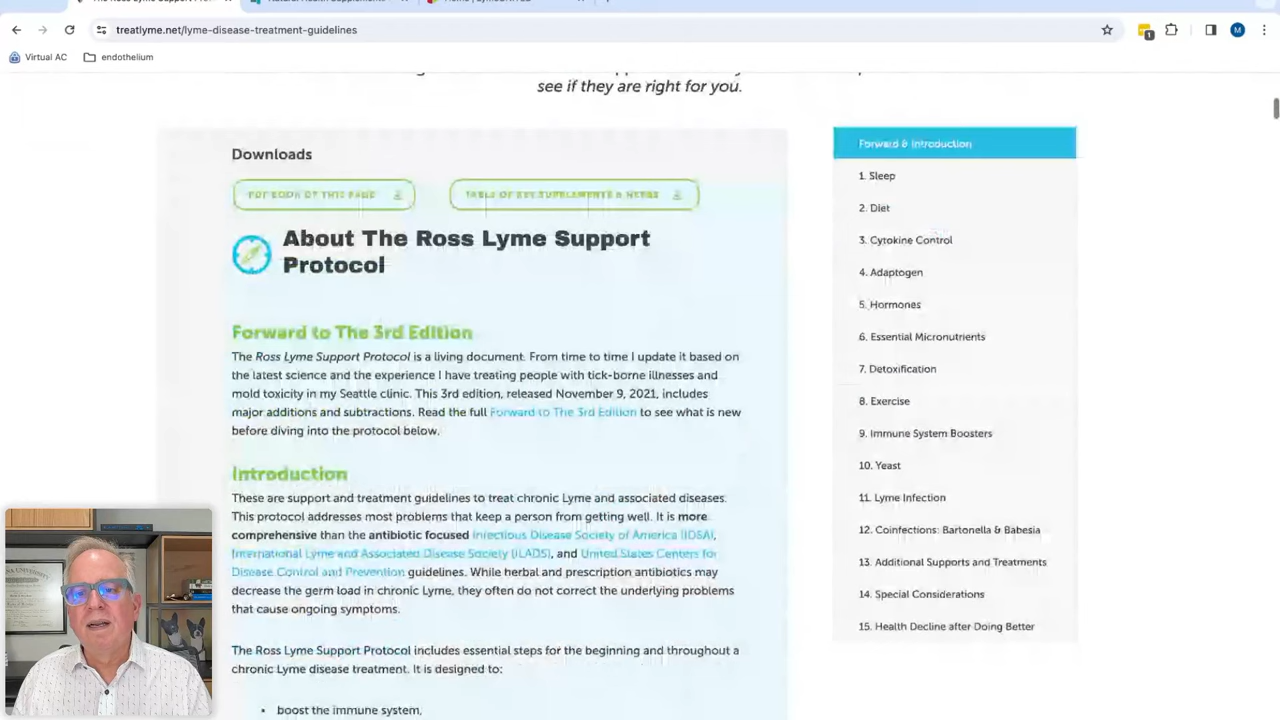 treatlyme.net/lyme-disease-treatment-guidelines
1
M
Virtual AC
endothelium
see if they are right for you.
Downloads
PDF BOOK OF THIS PAGE
TABLE OF KEY SUPPLEMENTS & HERBS
About The Ross Lyme Support
Protocol
Forward to The 3rd Edition
The Ross Lyme Support Protocol is a living document. From time to time I update it based on
the latest science and the experience I have treating people with tick-borne illnesses and
mold toxicity in my Seattle clinic. This 3rd edition, released November 9, 2021, includes
major additions and subtractions. Read the full Forward to The 3rd Edition to see what is new
before diving into the protocol below.
Introduction
These are support and treatment guidelines to treat chronic Lyme and associated diseases.
This protocol addresses most problems that keep a person from getting well. It is more
comprehensive than the antibiotic focused Infectious Disease Society of America (IDSA),
International Lyme and Associated Disease Society (ILADS), and United States Centers for
Disease Control and Prevention guidelines. While herbal and prescription antibiotics may
decrease the germ load in chronic Lyme, they often do not correct the underlying problems
that cause ongoing symptoms.
The Ross Lyme Support Protocol includes essential steps for the beginning and throughout a
chronic Lyme disease treatment. It is designed to:
• boost the immune system,
Forward & Introduction
1. Sleep
2. Diet
3. Cytokine Control
4. Adaptogen
5. Hormones
6. Essential Micronutrients
7. Detoxification
8. Exercise
9. Immune System Boosters
10. Yeast
11. Lyme Infection
12. Coinfections: Bartonella & Babesia
13. Additional Supports and Treatments
14. Special Considerations
15. Health Decline after Doing Better